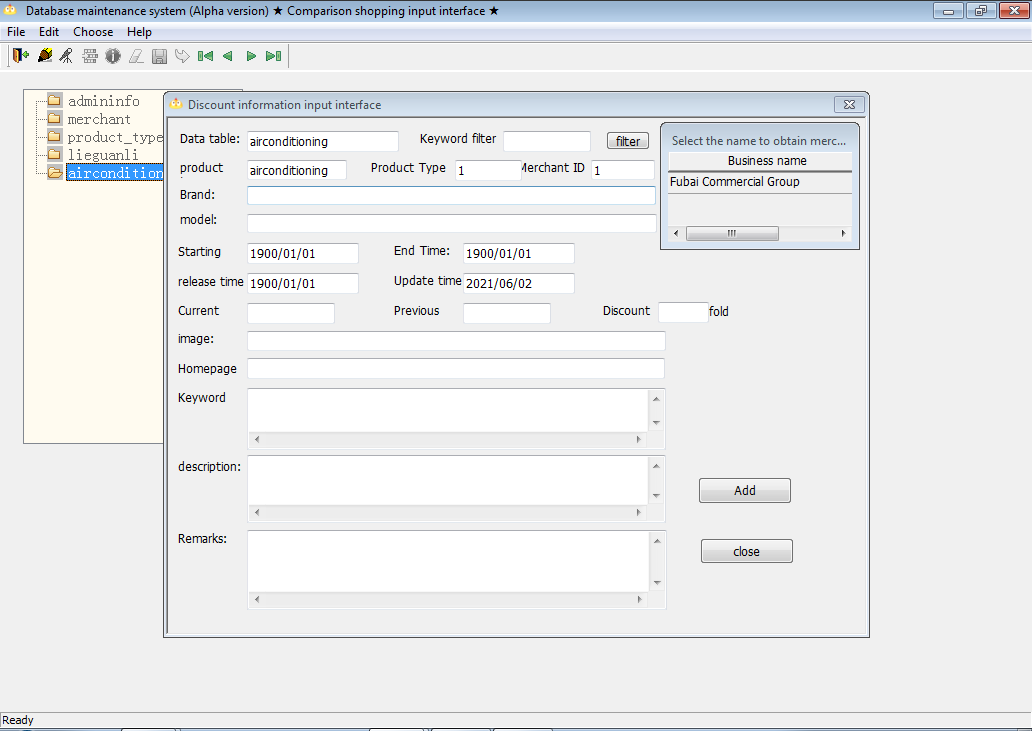 Database maintenance system (Alpha version) ★ Comparison shopping input interface ★
File Edit Choose Help
admininfo
merchant
product_type
lieguanli
aircondition
Discount information input interface
Data table: airconditioning Keyword filter filter
product airconditioning Product Type 1 Merchant ID 1
Brand:
model:
Select the name to obtain merc...
Business name
Fubai Commercial Group
Starting 1900/01/01 End Time: 1900/01/01
release time 1900/01/01 Update time 2021/06/02
Current Previous Discount fold
image:
Homepage
Keyword
description:
Add
Remarks:
close
Ready